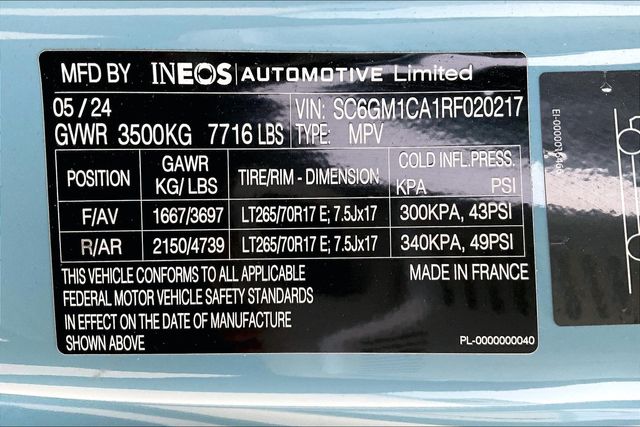 MFD BY INEOS | AUTOMOTIVE Limited
05 / 24 VIN: SC6GM1CA1RF020217
GVWR 3500KG 7716 LBS TYPE: MPV
POSITION GAWR KG/ LBS TIRE/RIM - DIMENSION COLD INFL.PRESS. KPA PSI
F/AV 1667/3697 LT265/70R17 E; 7.5Jx17 300KPA, 43PSI
R/AR 2150/4739 LT265/70R17 E; 7.5Jx17 340KPA, 49PSI
THIS VEHICLE CONFORMS TO ALL APPLICABLE MADE IN FRANCE
FEDERAL MOTOR VEHICLE SAFETY STANDARDS
IN EFFECT ON THE DATE OF MANUFACTURE
SHOWN ABOVE
PL-0000000040